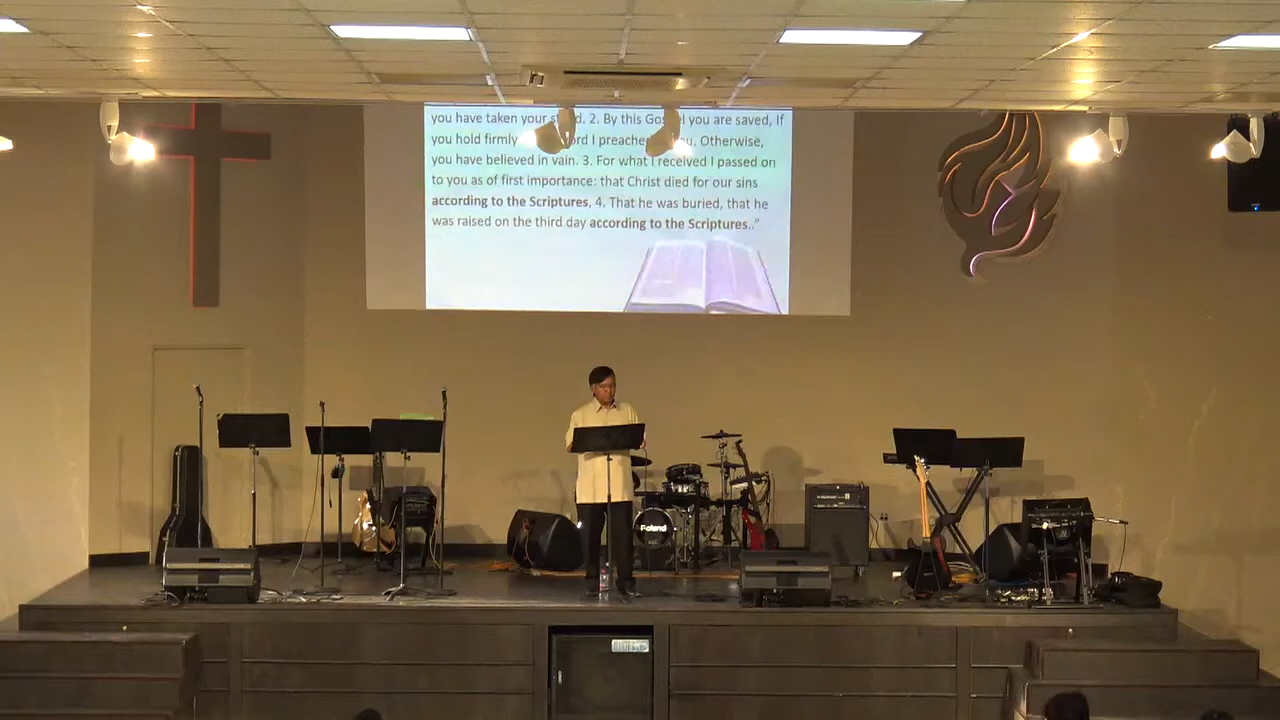 you have taken your 2. By this you are saved, If
you hold firmly I Otherwise,
you have believed in vain. 3. For what I received I passed on
to you as of first importance: that Christ died for our sins
according to the Scriptures, 4. That he was buried, that he
was raised on the third day according to the Scriptures.."
Roland